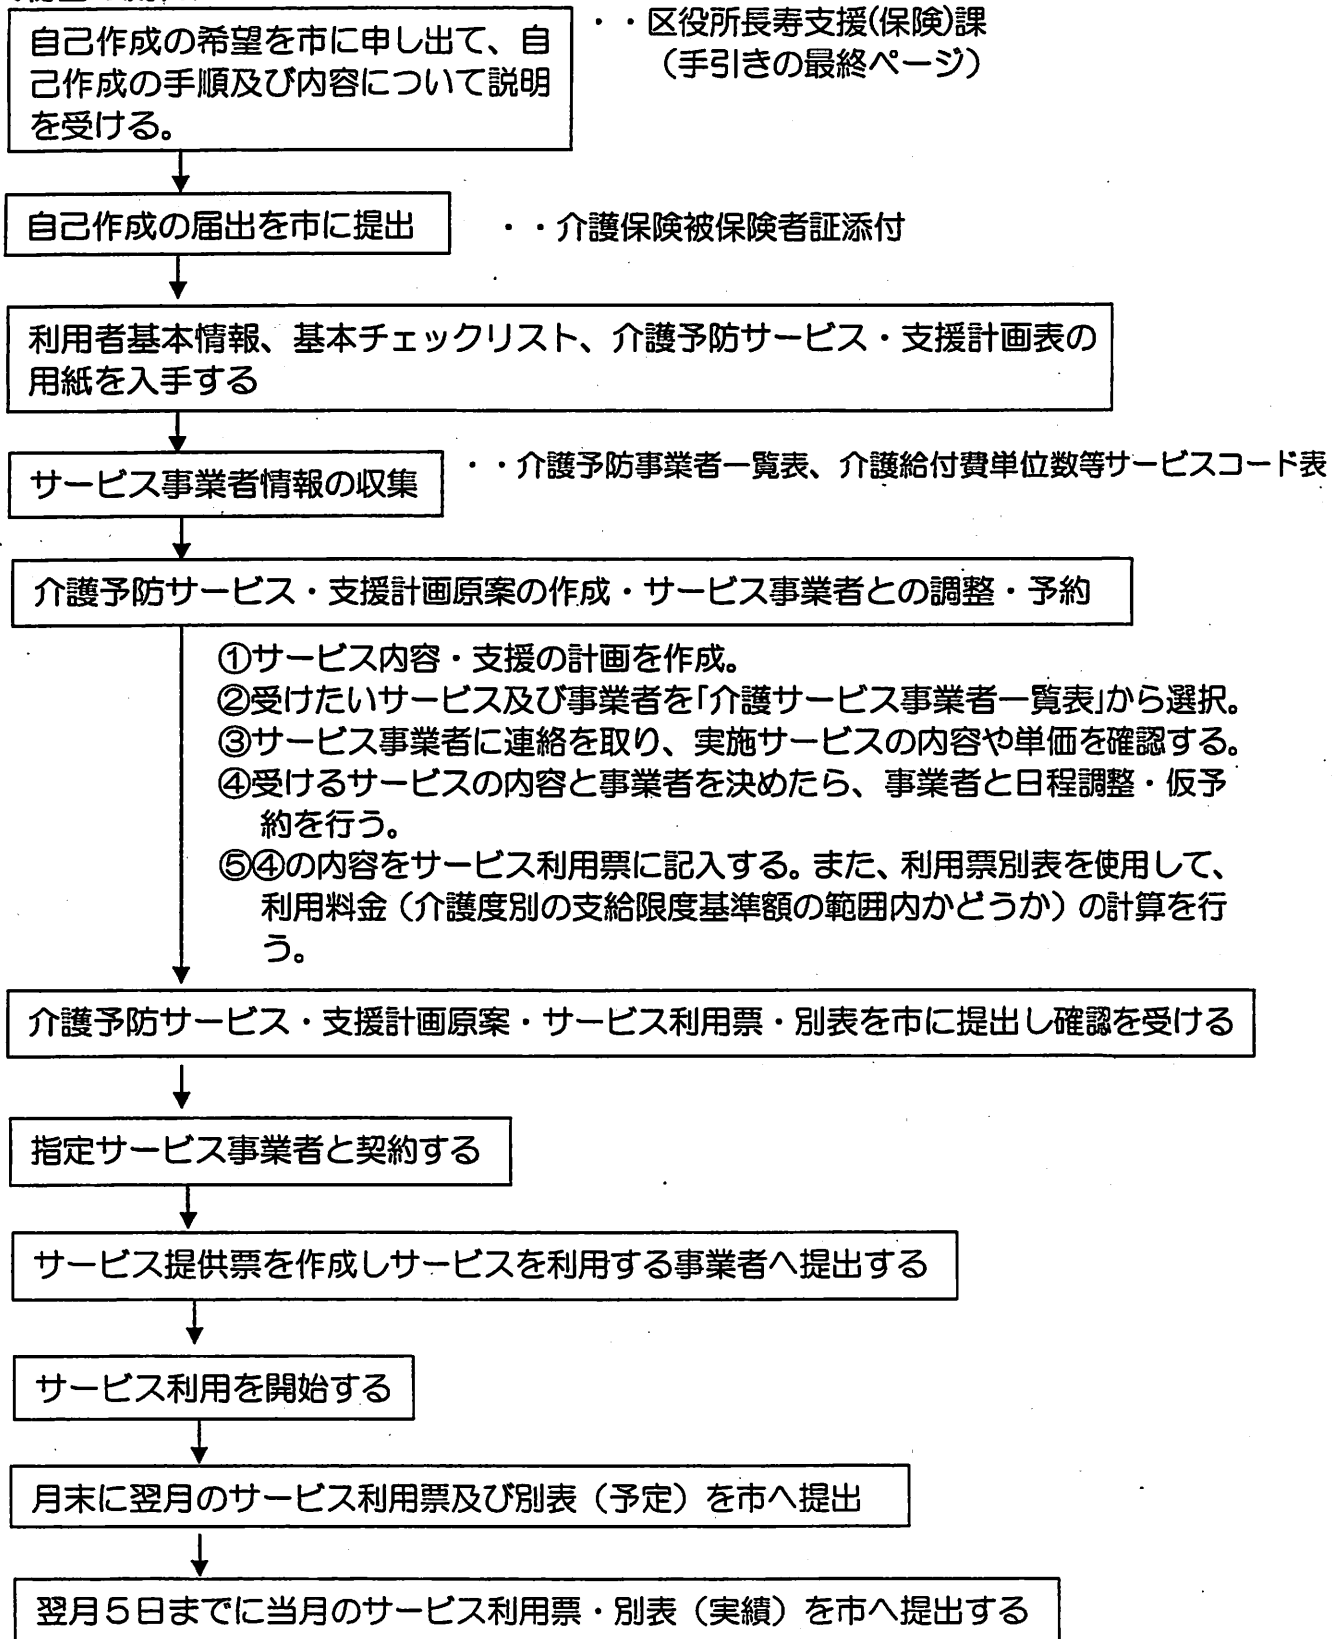 自己作成の希望を市に申し出て、自
己作成の手順及び内容について説明
を受ける。
・・区役所長寿支援(保険)課
（手引きの最終ページ）
自己作成の届出を市に提出
・・介護保険被保険者証添付
利用者基本情報、基本チェックリスト、介護予防サービス・支援計画表の
用紙を入手する
サービス事業者情報の収集
・・介護予防事業者一覧表、介護給付費単位数等サービスコード表
介護予防サービス・支援計画原案の作成・サービス事業者との調整・予約
①サービス内容・支援の計画を作成。
②受けたいサービス及び事業者を「介護サービス事業者一覧表」から選択。
③サービス事業者に連絡を取り、実施サービスの内容や単価を確認する。
④受けるサービスの内容と事業者を決めたら、事業者と日程調整・仮予
約を行う。
⑤④の内容をサービス利用票に記入する。また、利用票別表を使用して、
利用料金（介護度別の支給限度基準額の範囲内かどうか）の計算を行
う。
介護予防サービス・支援計画原案・サービス利用票・別表を市に提出し確認を受ける
指定サービス事業者と契約する
サービス提供票を作成しサービスを利用する事業者へ提出する
サービス利用を開始する
月末に翌月のサービス利用票及び別表（予定）を市へ提出
翌月５日までに当月のサービス利用票・別表（実績）を市へ提出する